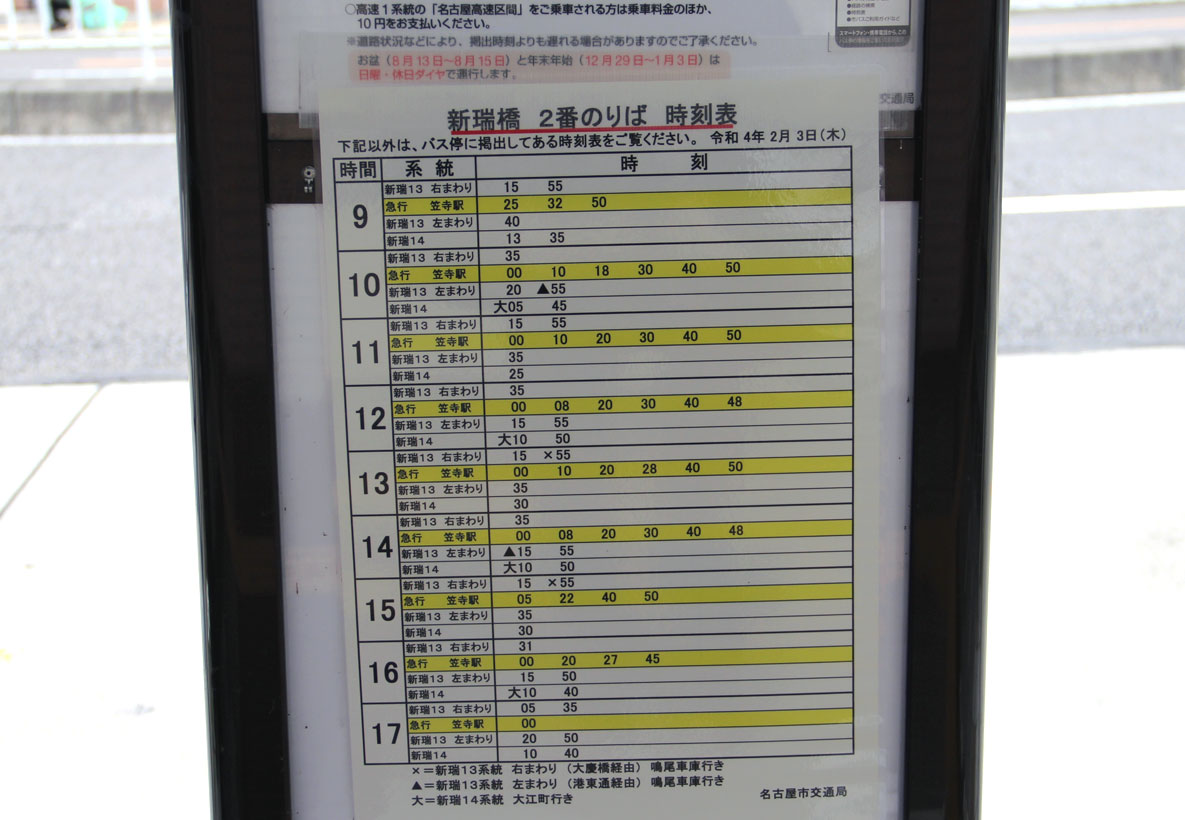 ○高速1系統の「名古屋高速区間」をご乗車される方は乗車料金のほか、
10円をお支払いください。
※道路状況などにより、掲出時刻よりも遅れる場合がありますのでご了承ください。
お盆(8月13日~8月15日)と年末年始(12月29日~1月3日)は
日曜・休日ダイヤで運行します。
交通局
新瑞橋 2番のりば 時刻表
下記以外は、バス停に掲出してある時刻表をご覧ください。 令和 4年 2月 3日(木)
時間 系統 時刻
9
新瑞13 右まわり 15 55
急行 笠寺駅 25 32 50
新瑞13 左まわり 40
新瑞14 13 35
10
新瑞13 右まわり 35
急行 笠寺駅 00 10 18 30 40 50
新瑞13 左まわり 20 ▲55
新瑞14 大05 45
11
新瑞13 右まわり 15 55
急行 笠寺駅 00 10 20 30 40 50
新瑞13 左まわり 35
新瑞14 25
12
新瑞13 右まわり 35
急行 笠寺駅 00 08 20 30 40 48
新瑞13 左まわり 15 55
新瑞14 大10 50
13
新瑞13 右まわり 15 ×55
急行 笠寺駅 00 10 20 28 40 50
新瑞13 左まわり 35
新瑞14 30
14
新瑞13 右まわり 35
急行 笠寺駅 00 08 20 30 40 48
新瑞13 左まわり ▲15 55
新瑞14 大10 50
15
新瑞13 右まわり 15 ×55
急行 笠寺駅 05 22 40 50
新瑞13 左まわり 35
新瑞14 30
16
新瑞13 右まわり 31
急行 笠寺駅 00 20 27 45
新瑞13 左まわり 15 50
新瑞14 大10 40
17
新瑞13 右まわり 05 35
急行 笠寺駅 00
新瑞13 左まわり 20 50
新瑞14 10 40
×=新瑞13系統 右まわり (大慶橋経由) 鳴尾車庫行き
▲=新瑞13系統 左まわり (港東通経由) 鳴尾車庫行き
大=新瑞14系統 大江町行き
名古屋市交通局